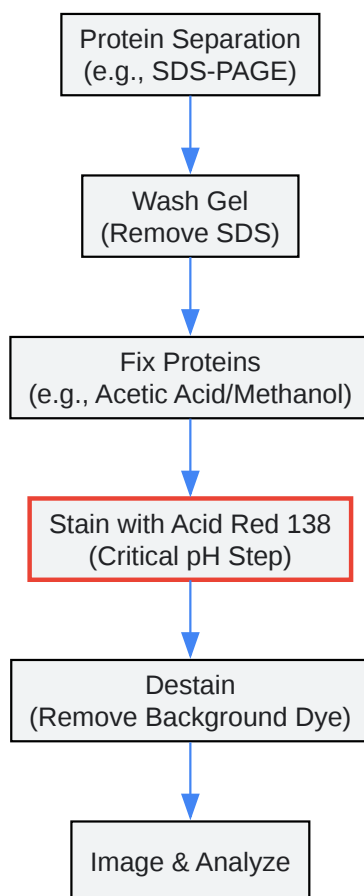 Protein Separation
(e.g., SDS-PAGE)
Wash Gel
(Remove SDS)
Fix Proteins
(e.g., Acetic Acid/Methanol)
Stain with Acid Red 138
(Critical pH Step)
Destain
(Remove Background Dye)
Image & Analyze